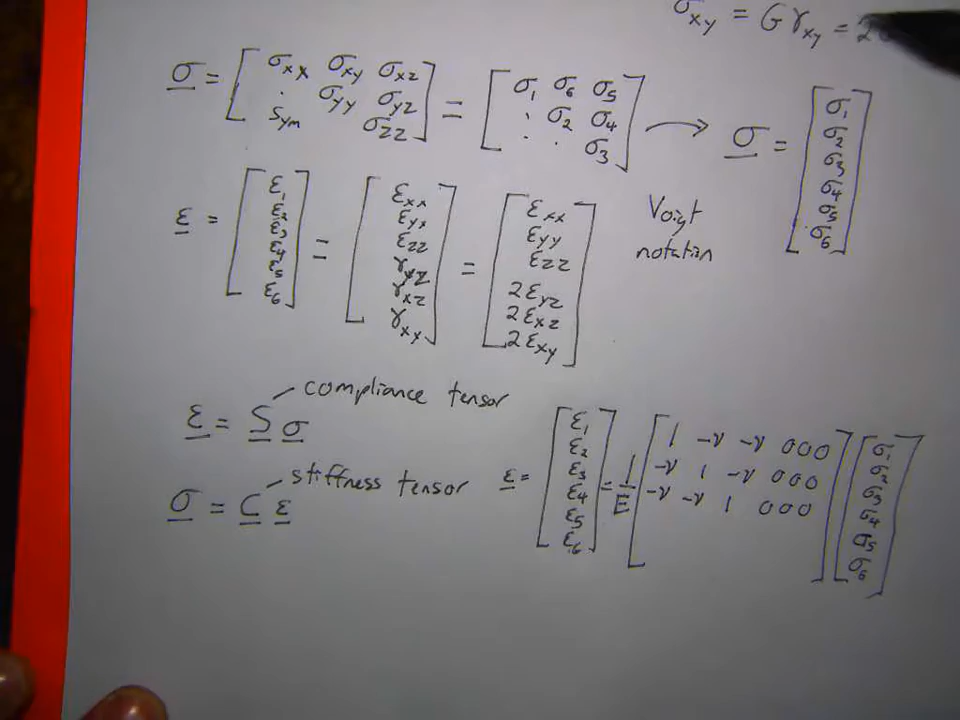 σxy = G γxy = 2
σ = [ σxx σxy σxz ] = [ σ1 σ6 σ5 ] → σ = [ σ1
. σyy σyz : σ2 σ4 σ2
Sym σzz . . σ3 σ3
σ4
σ5
σ6 ]
Voigt
notation
ε = [ ε1 = [ εxx = [ εxx
ε2 εyx εyy
ε3 εzz εzz
ε4 γyz 2εyz
ε5 γxz 2εxz
ε6 ] γxx ] 2εxy ]
compliance tensor
ε = S σ
stiffness tensor
σ = C ε
ε = [ ε1 = 1/E [ 1 -ν -ν 0 0 0 ] [ σ1
ε2 -ν 1 -ν 0 0 0 σ2
ε3 -ν -ν 1 0 0 0 σ3
ε4 σ4
ε5 σ5
ε6 ] σ6 ]